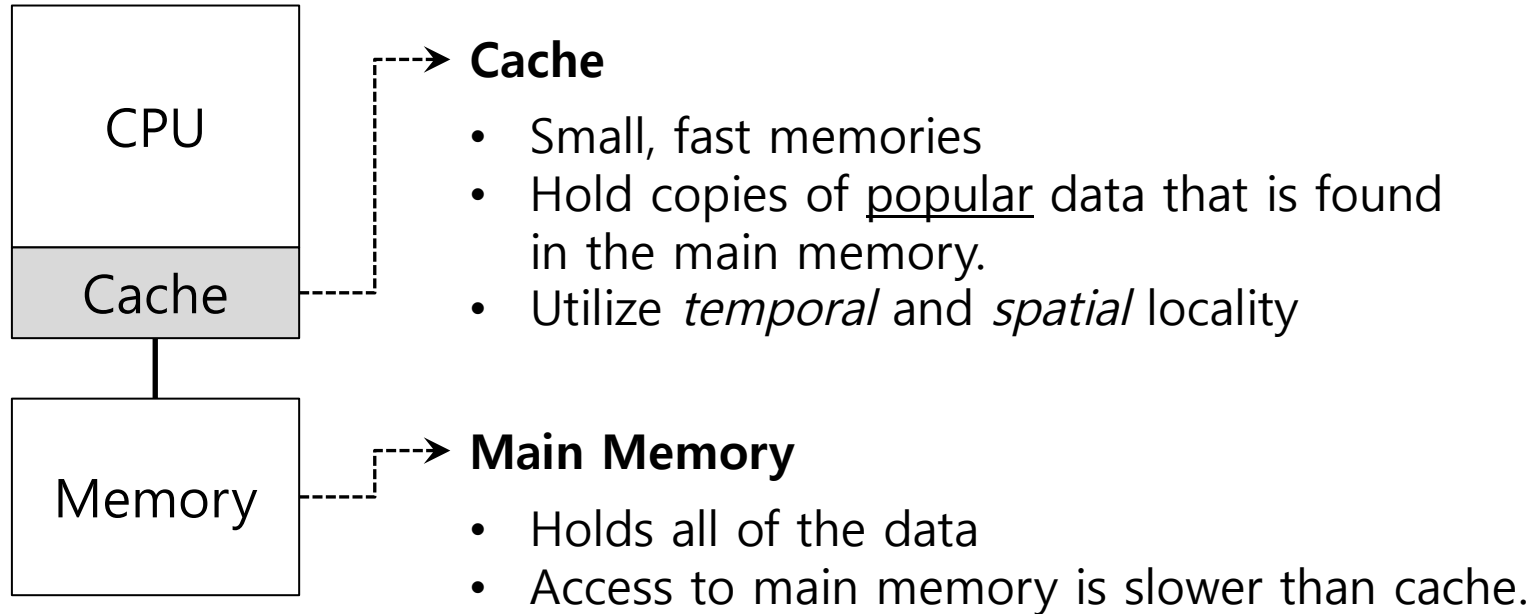 CPU
Cache
Memory
Cache
• Small, fast memories
• Hold copies of popular data that is found
in the main memory.
• Utilize temporal and spatial locality
Main Memory
• Holds all of the data
• Access to main memory is slower than cache.